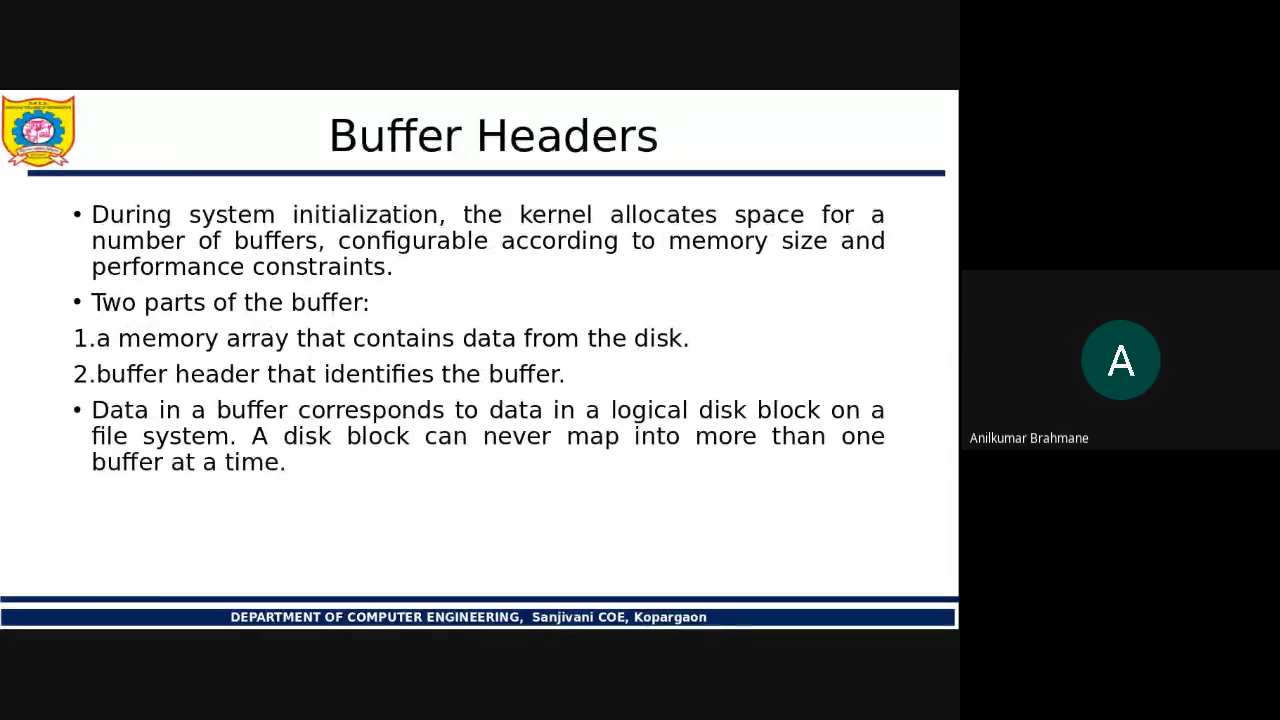 Buffer Headers
• During system initialization, the kernel allocates space for a
number of buffers, configurable according to memory size and
performance constraints.
• Two parts of the buffer:
1.a memory array that contains data from the disk.
2.buffer header that identifies the buffer.
• Data in a buffer corresponds to data in a logical disk block on a
file system. A disk block can never map into more than one
buffer at a time.
DEPARTMENT OF COMPUTER ENGINEERING, Sanjivani COE, Kopargaon
A
Anilkumar Brahmane